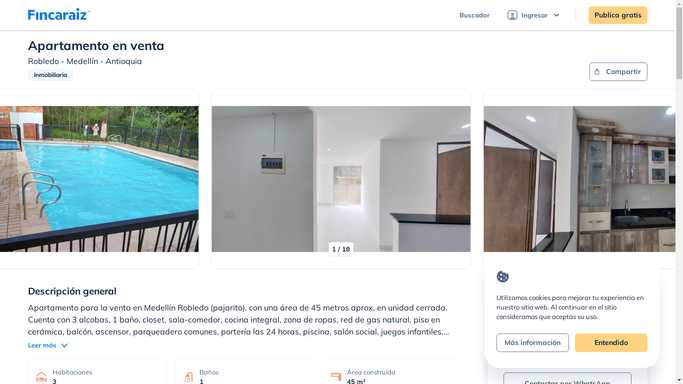 Fincaraiz
Buscador
Ingresar
Publica gratis
Apartamento en venta
Robledo - Medellín - Antioquia
Inmobiliaria
Compartir
1 / 18
Descripción general
Apartamento para la venta en Medellín Robledo (pajarito), con una área de 45 metros aprox, en unidad cerrada.
Cuenta con 3 alcobas, 1 baño, closet, sala-comedor, cocina integral, zona de ropas, red de gas natural, piso en
cerámica, balcón, ascensor, parqueadero comunes, portería las 24 horas, piscina, salón social, juegos infantiles,...
Leer más
Habitaciones
3
Baños
1
Área construida
45 m²
Utilizamos cookies para mejorar tu experiencia en
nuestro sitio web. Al continuar en el sitio
consideramos que aceptas su uso.
Más información
Entendido
Contactar por WhatsApp